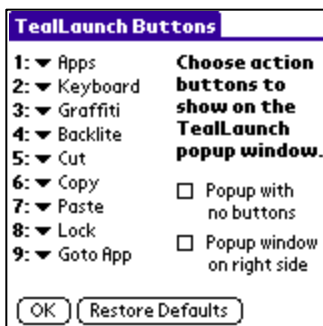 TealLaunch Buttons
1: Apps
2: Keyboard
3: Graffiti
4: Backlite
5: Cut
6: Copy
7: Paste
8: Lock
9: Goto App
Choose action
buttons to
show on the
TealLaunch
popup window.
Popup with
no buttons
Popup window
on right side
OK
Restore Defaults